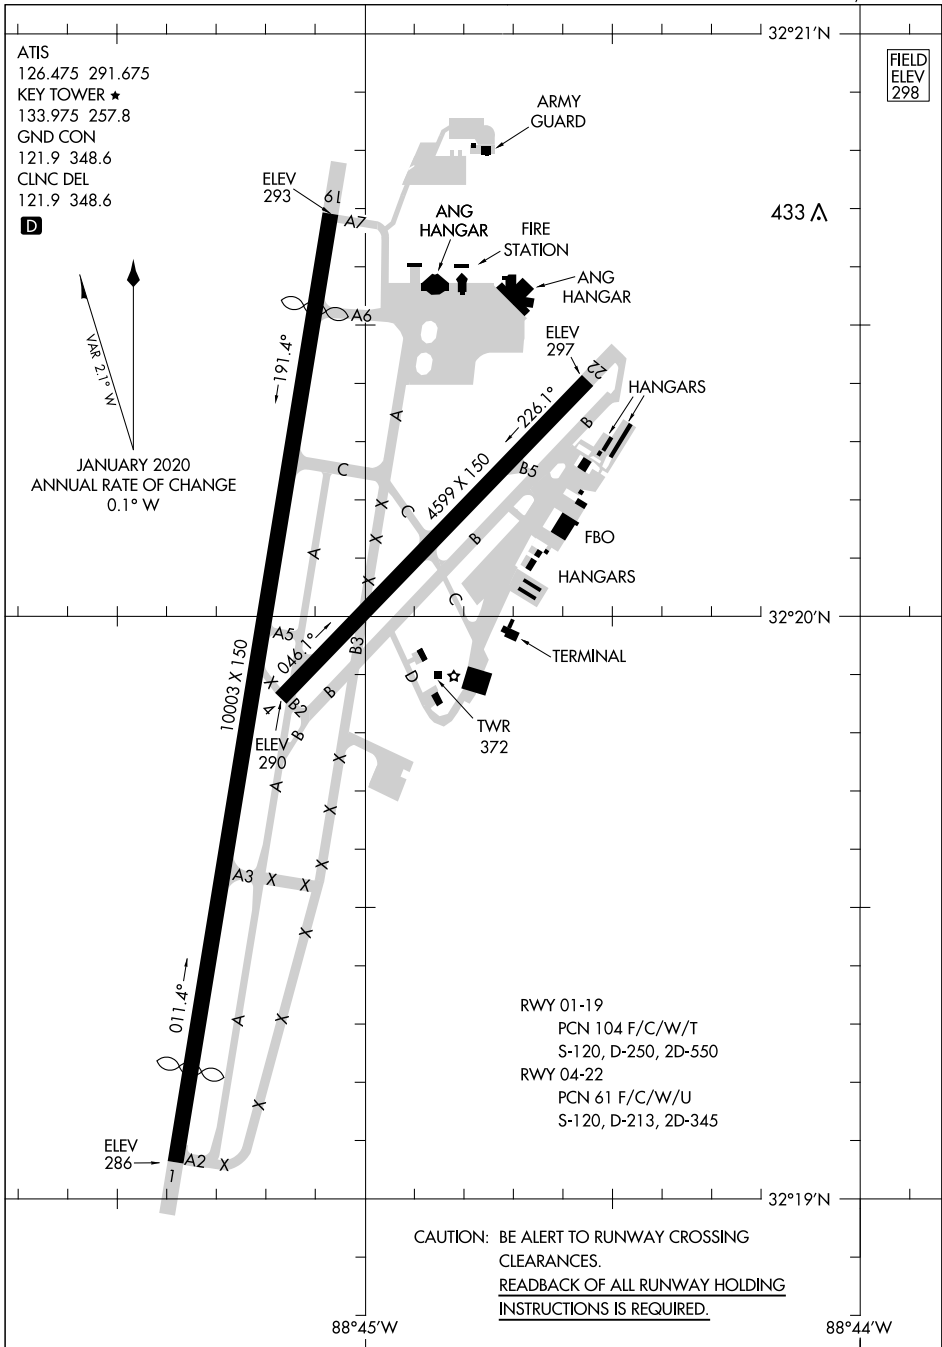 32°21'N
ATIS
126.475 291.675
KEY TOWER ★
133.975 257.8
GND CON
121.9 348.6
CLNC DEL
121.9 348.6
D
FIELD
ELEV
298
ARMY
GUARD
ELEV
293
19
A7
ANG
HANGAR
FIRE
STATION
433
ANG
HANGAR
A6
VAR 2.1° W
191.4°
ELEV
297
22
HANGARS
226.1°
A
B
JANUARY 2020
ANNUAL RATE OF CHANGE
0.1° W
C
B5
4599 X 150
X
C
FBO
A
X
B
X
HANGARS
C
32°20'N
A5
046.1°
B3
TERMINAL
10003 X 150
X
D
B
4
B2
TWR
372
B
ELEV
290
X
A
X
X
A3
X
X
X
011.4°
A
X
RWY 01-19
PCN 104 F/C/W/T
S-120, D-250, 2D-550
RWY 04-22
PCN 61 F/C/W/U
S-120, D-213, 2D-345
X
ELEV
286
A2
X
1
32°19'N
CAUTION: BE ALERT TO RUNWAY CROSSING
CLEARANCES.
READBACK OF ALL RUNWAY HOLDING
INSTRUCTIONS IS REQUIRED.
88°45'W
88°44'W